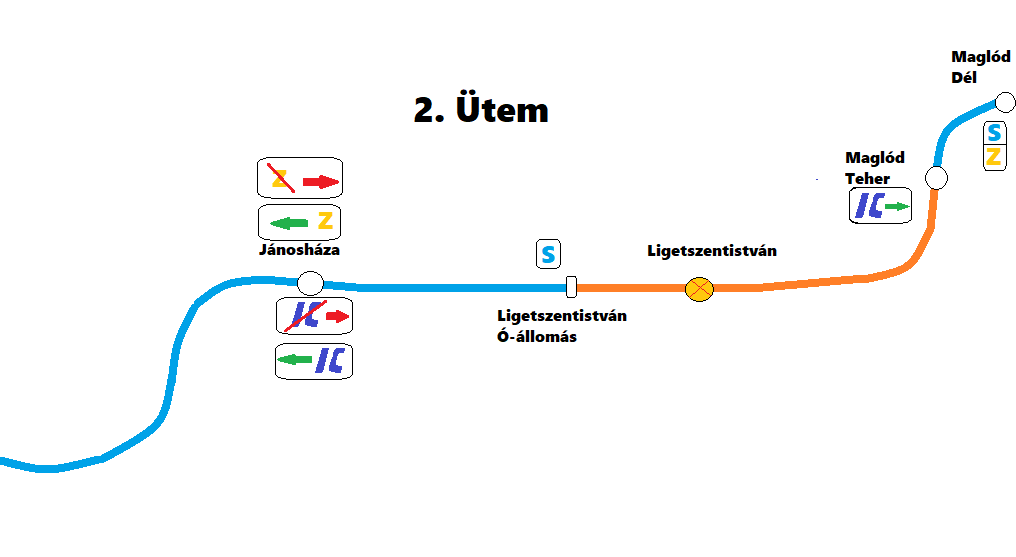 Maglód
Dél
2. Ütem
S
Z
Maglód
Teher
IC
Z
Z
Jánosháza
S
Ligetszentistván
IC
Ligetszentistván
Ó-állomás
IC